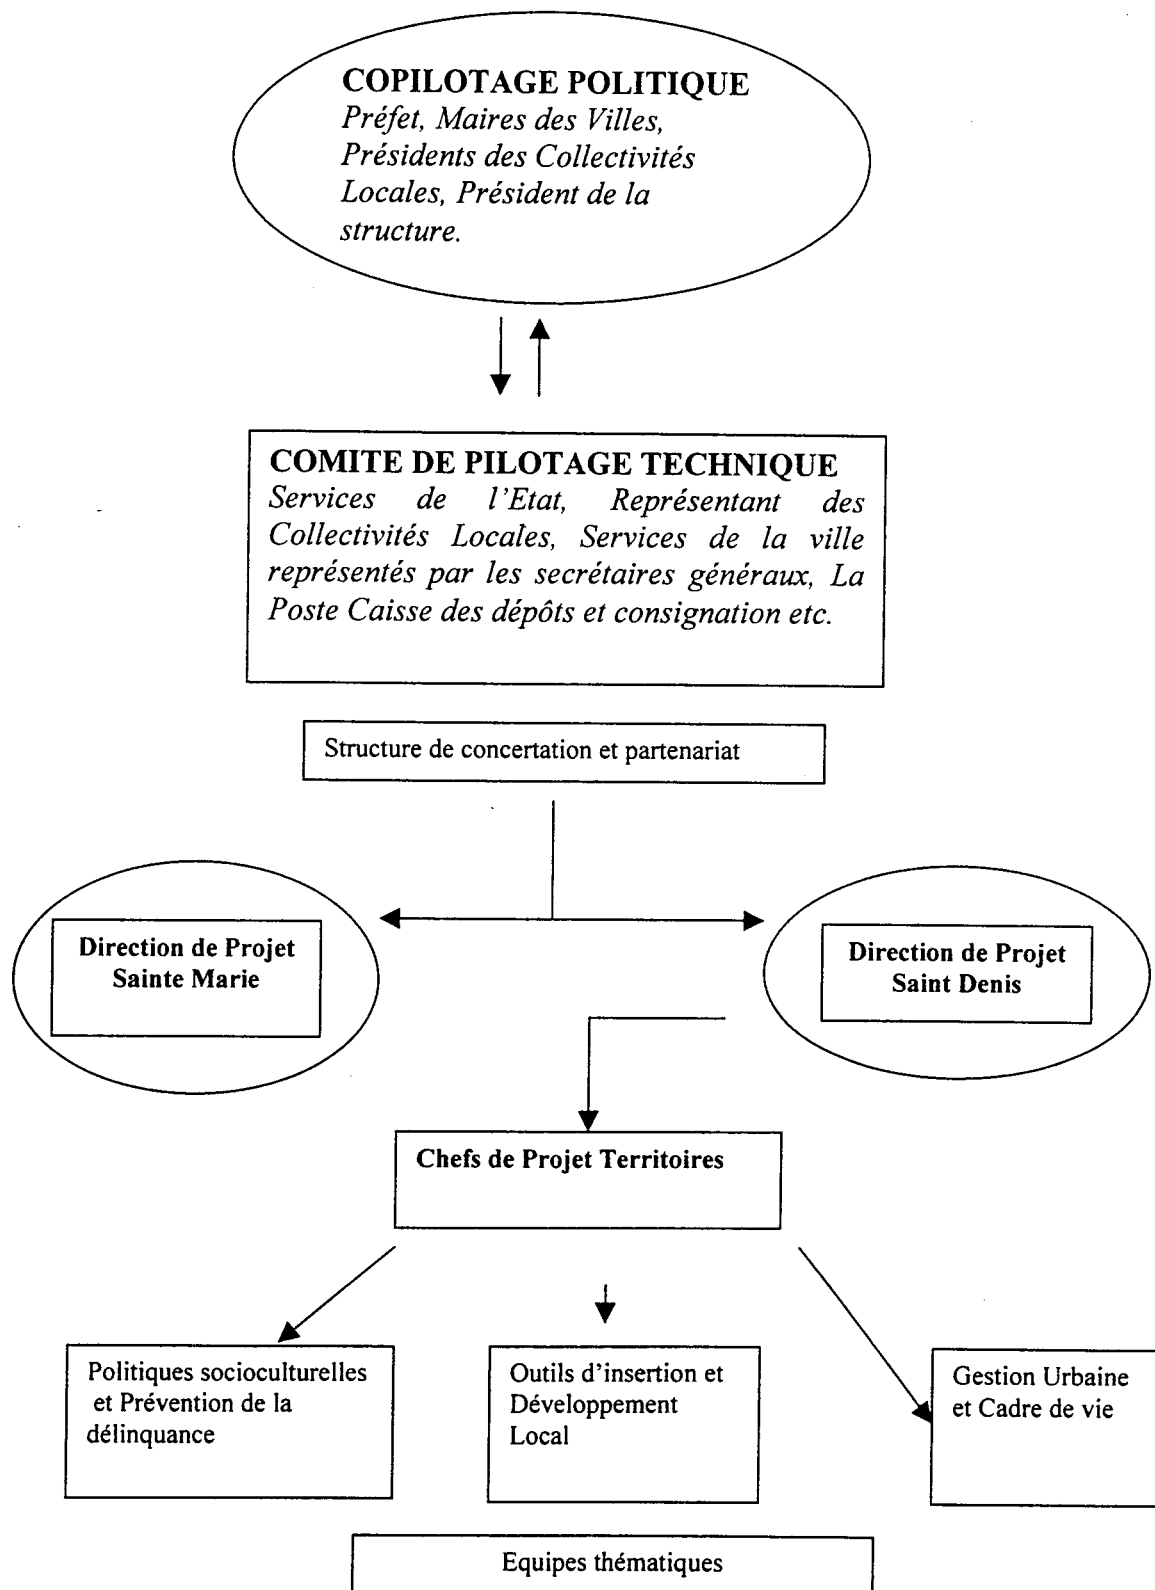 COPILOTAGE POLITIQUE
Préfet, Maires des Villes,
Présidents des Collectivités
Locales, Président de la
structure.
COMITE DE PILOTAGE TECHNIQUE
Services de l'Etat, Représentant des
Collectivités Locales, Services de la ville
représentés par les secrétaires généraux, La
Poste Caisse des dépôts et consignation etc.
Structure de concertation et partenariat
Direction de Projet
Sainte Marie
Direction de Projet
Saint Denis
Chefs de Projet Territoires
Politiques socioculturelles
et Prévention de la
délinquance
Outils d'insertion et
Développement
Local
Gestion Urbaine
et Cadre de vie
Equipes thématiques